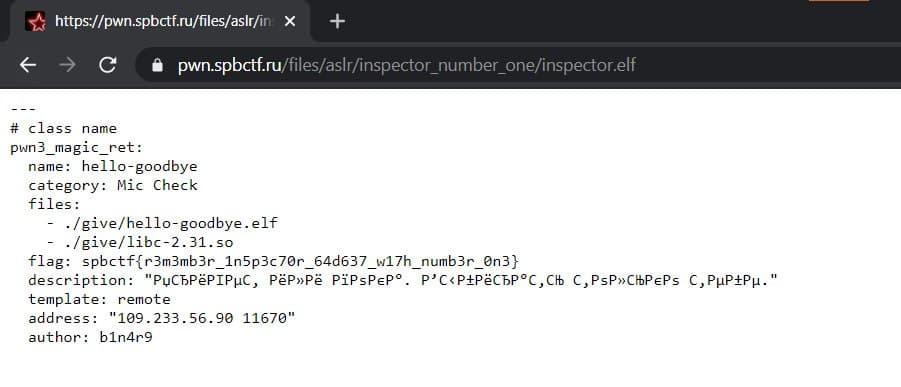 https://pwn.spbctf.ru/files/aslr/in
pwn.spbctf.ru/files/aslr/inspector_number_one/inspector.elf
---
# class name
pwn3_magic_ret:
name: hello-goodbye
category: Mic Check
files:
- ./give/hello-goodbye.elf
- ./give/libc-2.31.so
flag: spbctf{r3m3mb3r_1n5p3c70r_64d637_w17h_numb3r_0n3}
description: "РџСЂРёРІРµС‚ РёР»Рё РїРѕРєР°. Р’С‹Р±РёСЂР°С‚СЊ С‚РѕР»СЊРєРѕ С‚РµР±Рµ."
template: remote
address: "109.233.56.90 11670"
author: b1n4r9